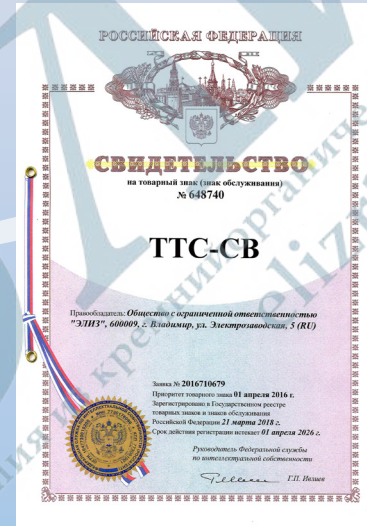 РОССИЙСКАЯ ФЕДЕРАЦИЯ
СВИДЕТЕЛЬСТВО
на товарный знак (знак обслуживания)
№ 648740
ТТС-СВ
Правообладатель: Общество с ограниченной ответственностью
"ЭЛИЗ", 600009, г. Владимир, ул. Электрозаводская, 5 (RU)
Заявка № 2016710679
Приоритет товарного знака 01 апреля 2016 г.
Зарегистрировано в Государственном реестре
товарных знаков и знаков обслуживания
Российской Федерации 21 марта 2018 г.
Срок действия регистрации истекает 01 апреля 2026 г.
Руководитель Федеральной службы
по интеллектуальной собственности
Г.П. Ивлиев